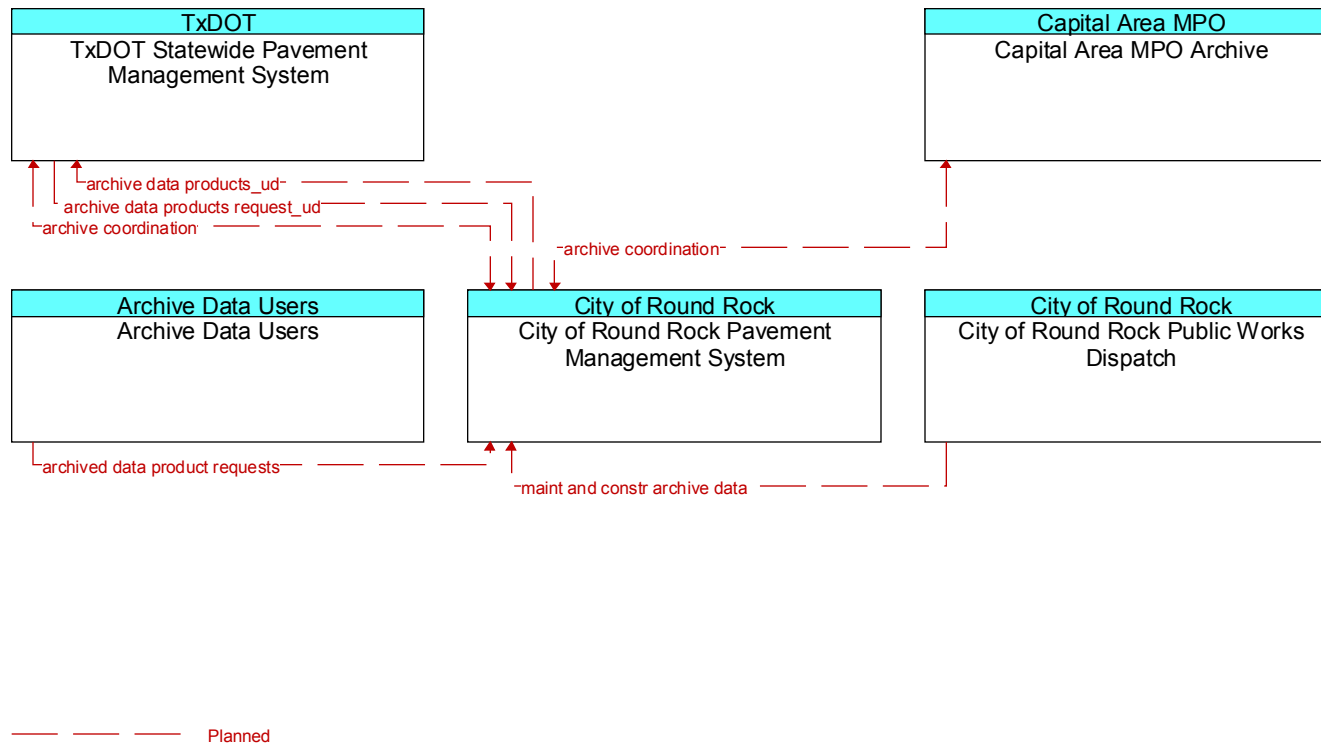 TxDOT
TxDOT Statewide Pavement
Management System
Capital Area MPO
Capital Area MPO Archive
archive data products_ud
archive data products request_ud
archive coordination
archive coordination
Archive Data Users
Archive Data Users
City of Round Rock
City of Round Rock Pavement
Management System
City of Round Rock
City of Round Rock Public Works
Dispatch
archived data product requests
maint and constr archive data
Planned